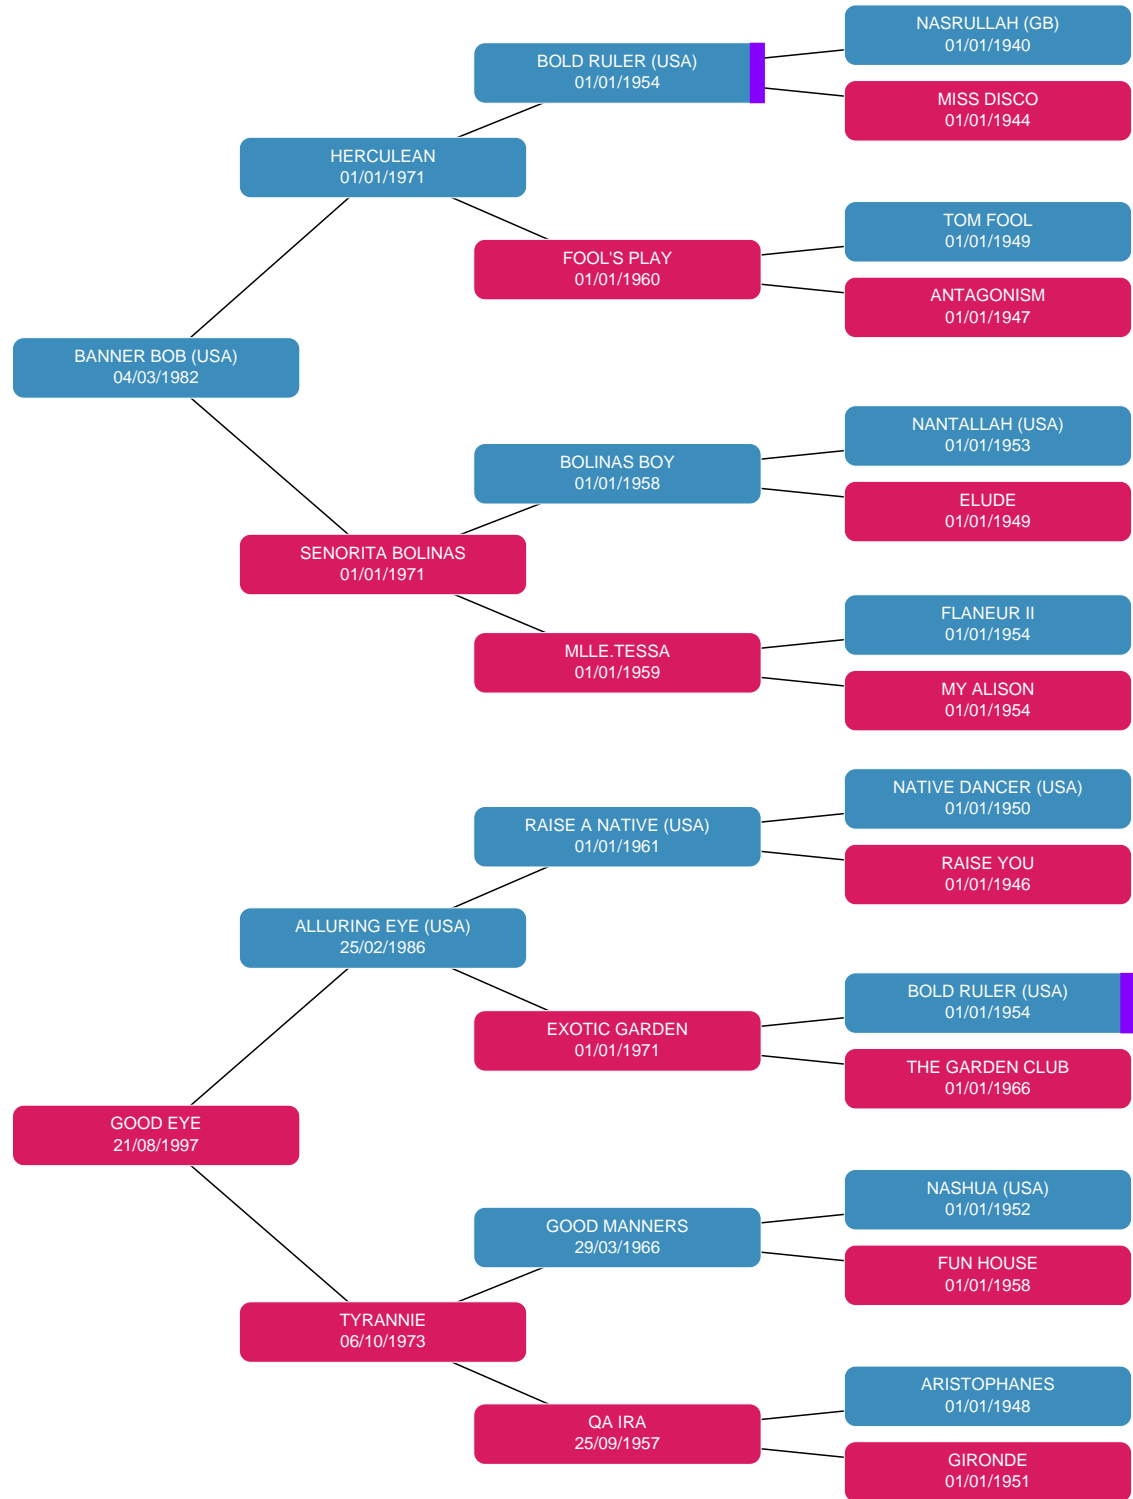 NASRULLAH (GB)
01/01/1940
BOLD RULER (USA)
01/01/1954
MISS DISCO
01/01/1944
HERCULEAN
01/01/1971
TOM FOOL
01/01/1949
FOOL'S PLAY
01/01/1960
ANTAGONISM
01/01/1947
BANNER BOB (USA)
04/03/1982
NANTALLAH (USA)
01/01/1953
BOLINAS BOY
01/01/1958
ELUDE
01/01/1949
SENORITA BOLINAS
01/01/1971
FLANEUR II
01/01/1954
MLLE.TESSA
01/01/1959
MY ALISON
01/01/1954
NATIVE DANCER (USA)
01/01/1950
RAISE A NATIVE (USA)
01/01/1961
RAISE YOU
01/01/1946
ALLURING EYE (USA)
25/02/1986
BOLD RULER (USA)
01/01/1954
EXOTIC GARDEN
01/01/1971
THE GARDEN CLUB
01/01/1966
GOOD EYE
21/08/1997
NASHUA (USA)
01/01/1952
GOOD MANNERS
29/03/1966
FUN HOUSE
01/01/1958
TYRANNIE
06/10/1973
ARISTOPHANES
01/01/1948
QA IRA
25/09/1957
GIRONDE
01/01/1951